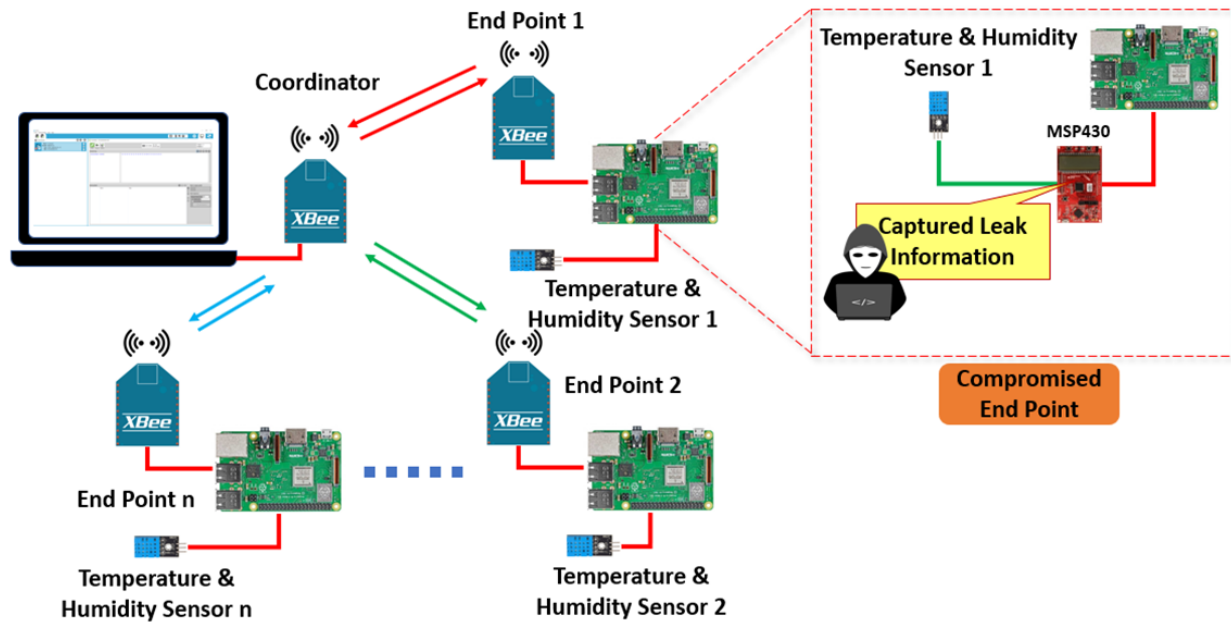 End Point 1
Coordinator
XBee
XBee
Temperature &
Humidity Sensor 1
Temperature & Humidity
Sensor 1
MSP430
Captured Leak
Information
</>
Compromised
End Point
XBee
End Point n
Temperature &
Humidity Sensor n
XBee
End Point 2
Temperature &
Humidity Sensor 2